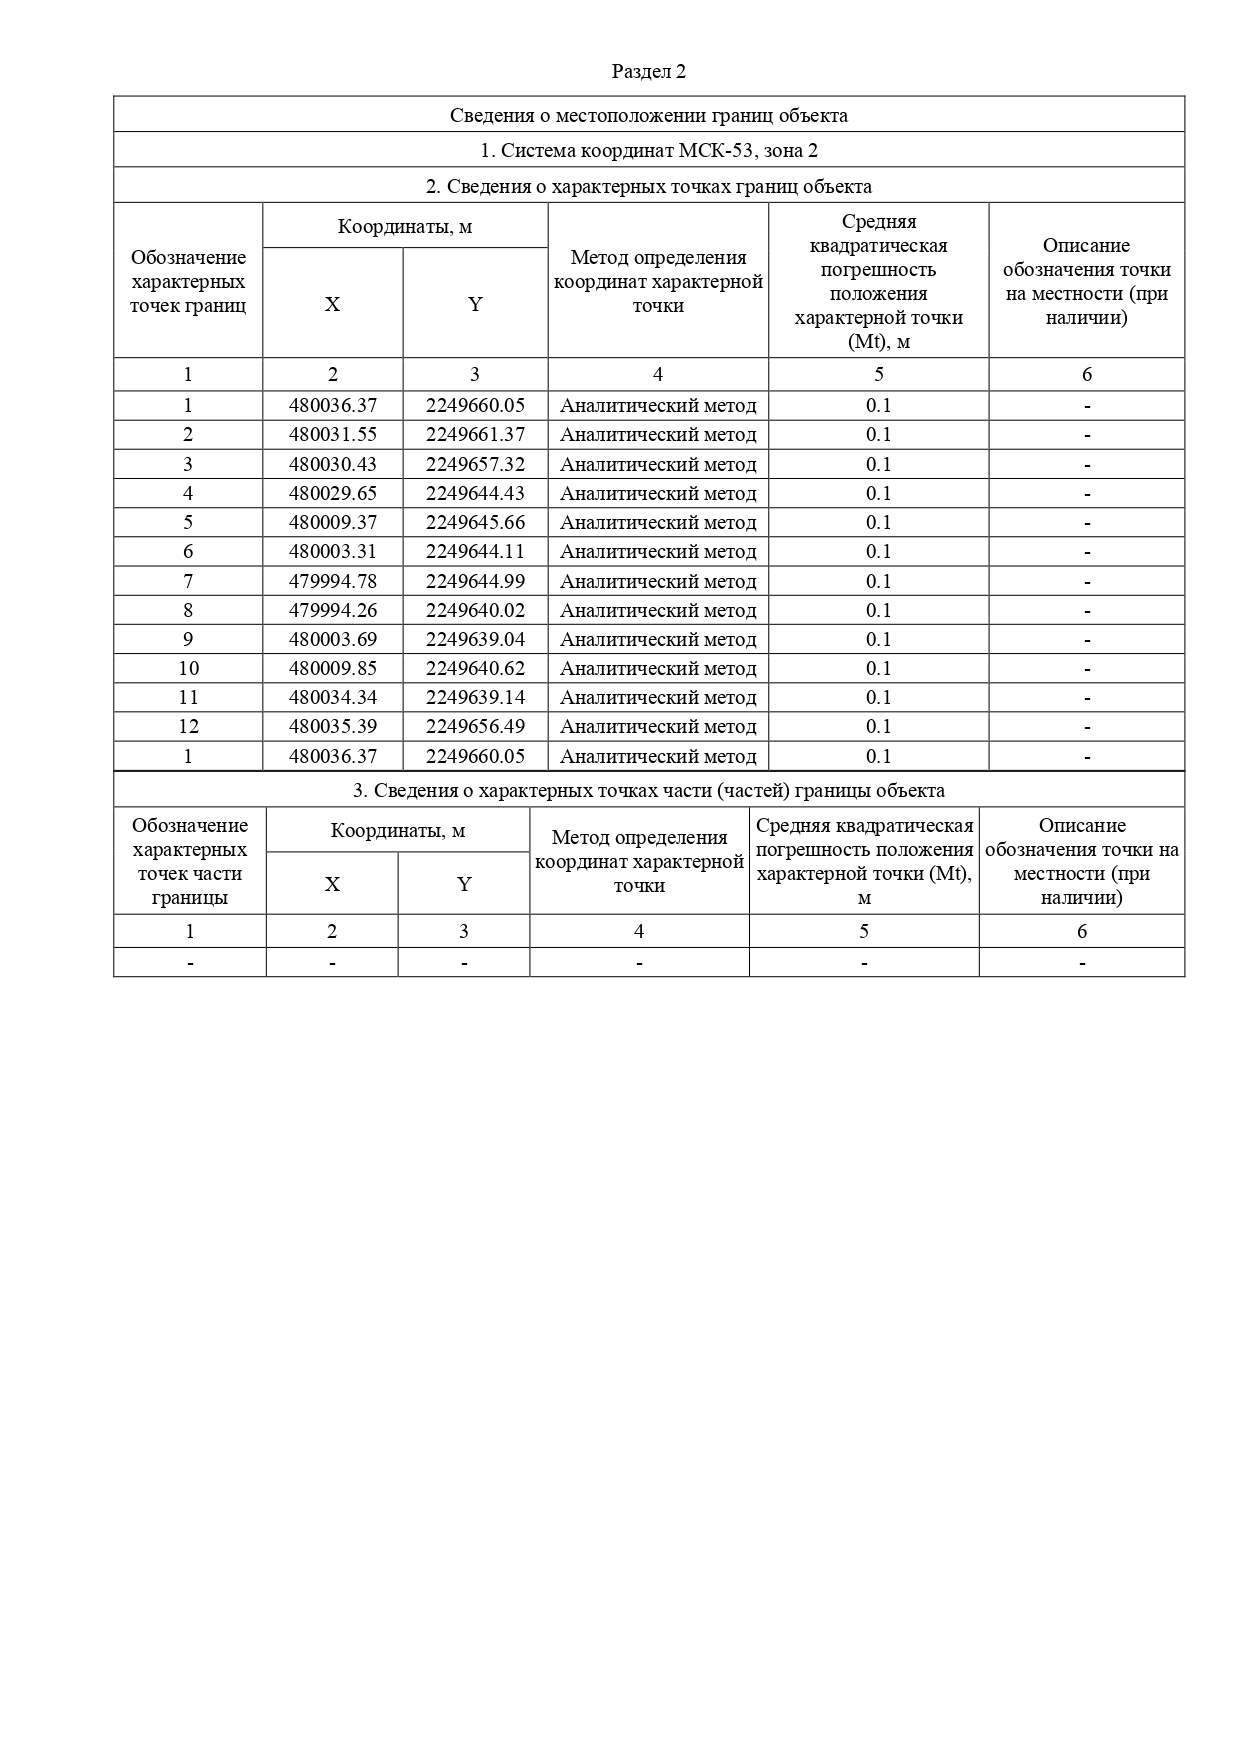 Раздел 2
Сведения о местоположении границ объекта
1. Система координат МСК-53, зона 2
2. Сведения о характерных точках границ объекта
Обозначение
характерных
точек границ
Координаты, м
X Y
Метод определения
координат характерной
точки
Средняя
квадратическая
погрешность
положения
характерной точки
(Mt), м
Описание
обозначения точки
на местности (при
наличии)
1 2 3 4 5 6
1 480036.37 2249660.05 Аналитический метод 0.1 -
2 480031.55 2249661.37 Аналитический метод 0.1 -
3 480030.43 2249657.32 Аналитический метод 0.1 -
4 480029.65 2249644.43 Аналитический метод 0.1 -
5 480009.37 2249645.66 Аналитический метод 0.1 -
6 480003.31 2249644.11 Аналитический метод 0.1 -
7 479994.78 2249644.99 Аналитический метод 0.1 -
8 479994.26 2249640.02 Аналитический метод 0.1 -
9 480003.69 2249639.04 Аналитический метод 0.1 -
10 480009.85 2249640.62 Аналитический метод 0.1 -
11 480034.34 2249639.14 Аналитический метод 0.1 -
12 480035.39 2249656.49 Аналитический метод 0.1 -
1 480036.37 2249660.05 Аналитический метод 0.1 -
3. Сведения о характерных точках части (частей) границы объекта
Обозначение
характерных
точек части
границы
Координаты, м
X Y
Метод определения
координат характерной
точки
Средняя квадратическая
погрешность положения
характерной точки (Mt),
м
Описание
обозначения точки на
местности (при
наличии)
1 2 3 4 5 6
- - - - - -